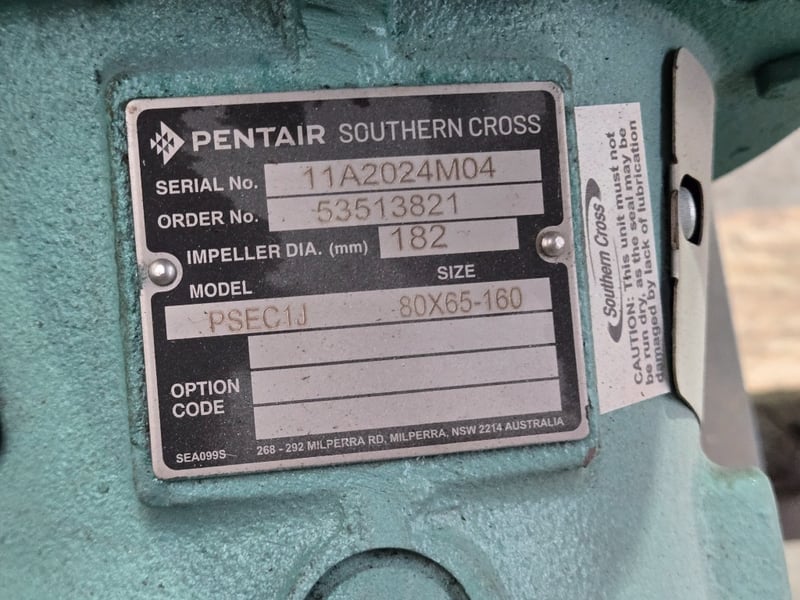 PENTAIR SOUTHERN CROSS
SERIAL No. 11A2024M04
ORDER No. 53513821
IMPELLER DIA. (mm) 182
MODEL SIZE
PSEC1J 80X65-160
OPTION
CODE
SEA099S 268 - 292 MILPERRA RD, MILPERRA, NSW 2214 AUSTRALIA
Southern Cross
CAUTION: This unit must not
be run dry, as the seal may be
damaged by lack of lubrication